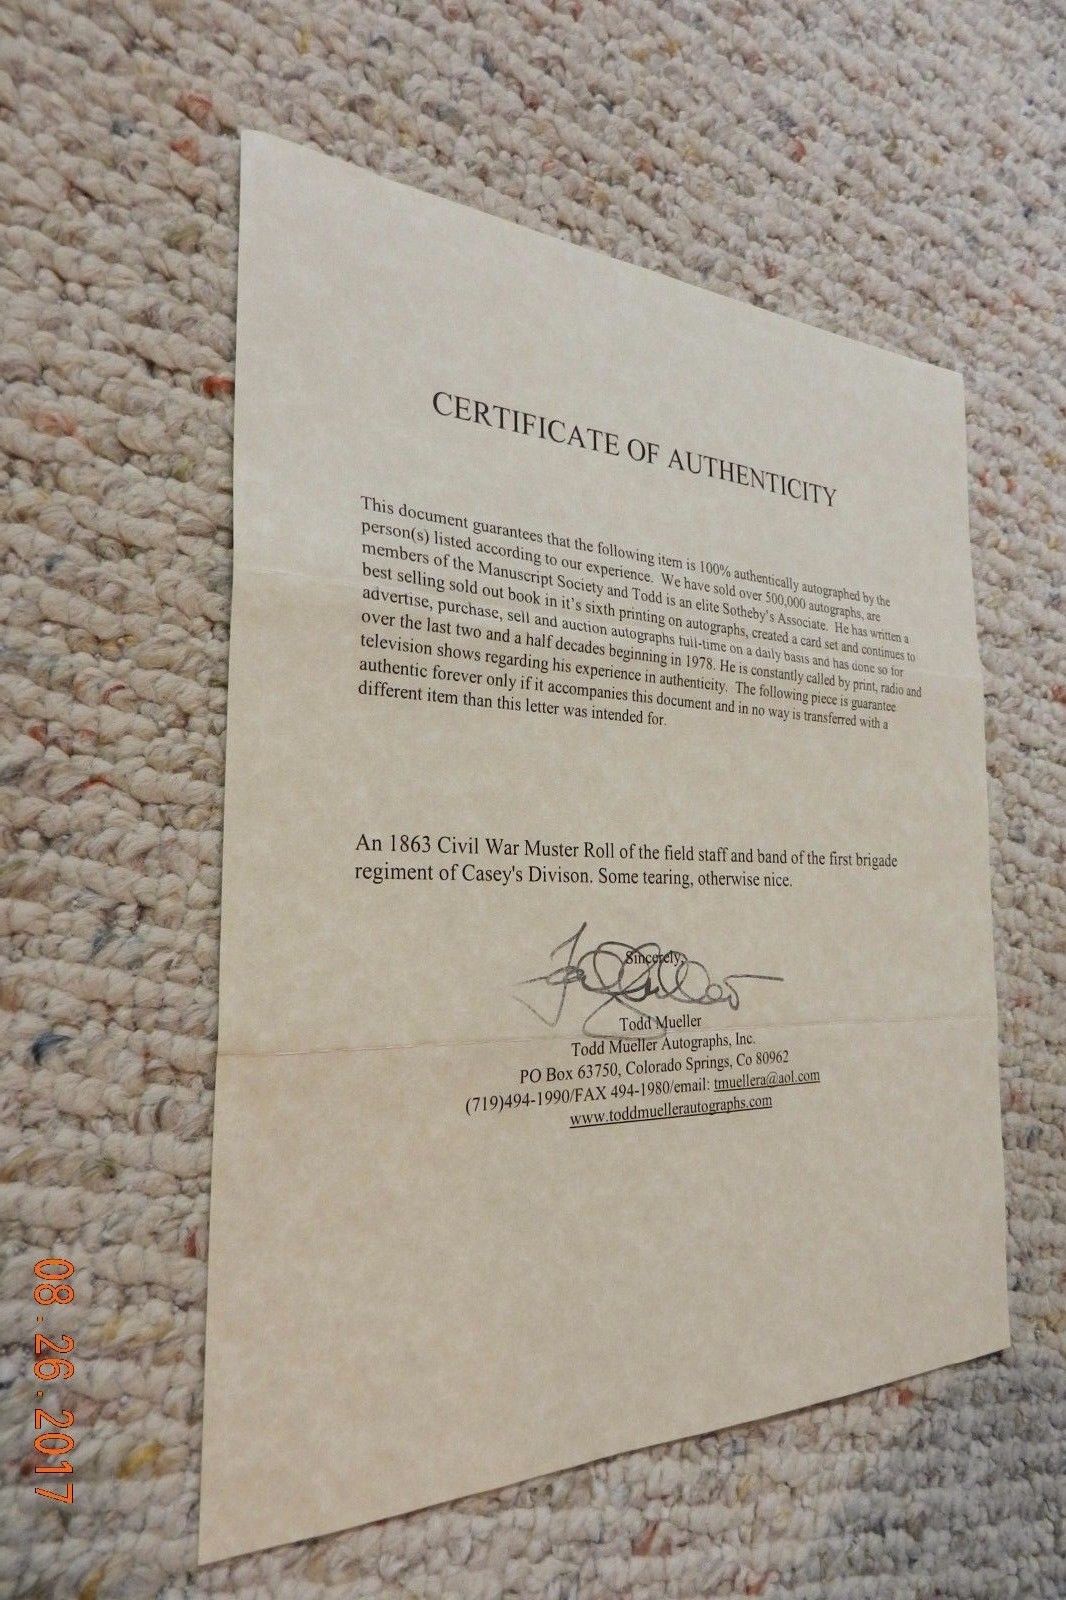 CERTIFICATE OF AUTHENTICITY
This document guarantees that the following item is 100% authentically autographed by the
person(s) listed according to our experience. We have sold over 500,000 autographs, are
members of the Manuscript Society and Todd is an elite Sotheby's Associate. He has written a
best selling sold out book in it's sixth printing on autographs, created a card set and continues to
advertise, purchase, sell and auction autographs full-time on a daily basis and has done so for
over the last two and a half decades beginning in 1978. He is constantly called by print, radio and
television shows regarding his experience in authenticity. The following piece is guarantee
authentic forever only if it accompanies this document and in no way is transferred with a
different item than this letter was intended for.
An 1863 Civil War Muster Roll of the field staff and band of the first brigade
regiment of Casey's Divison. Some tearing, otherwise nice.
Sincerely,
Todd Mueller
Todd Mueller Autographs, Inc.
PO Box 63750, Colorado Springs, Co 80962
(719)494-1990/FAX 494-1980/email: tmuellera@aol.com
www.toddmuellerautographs.com
08.26.2017